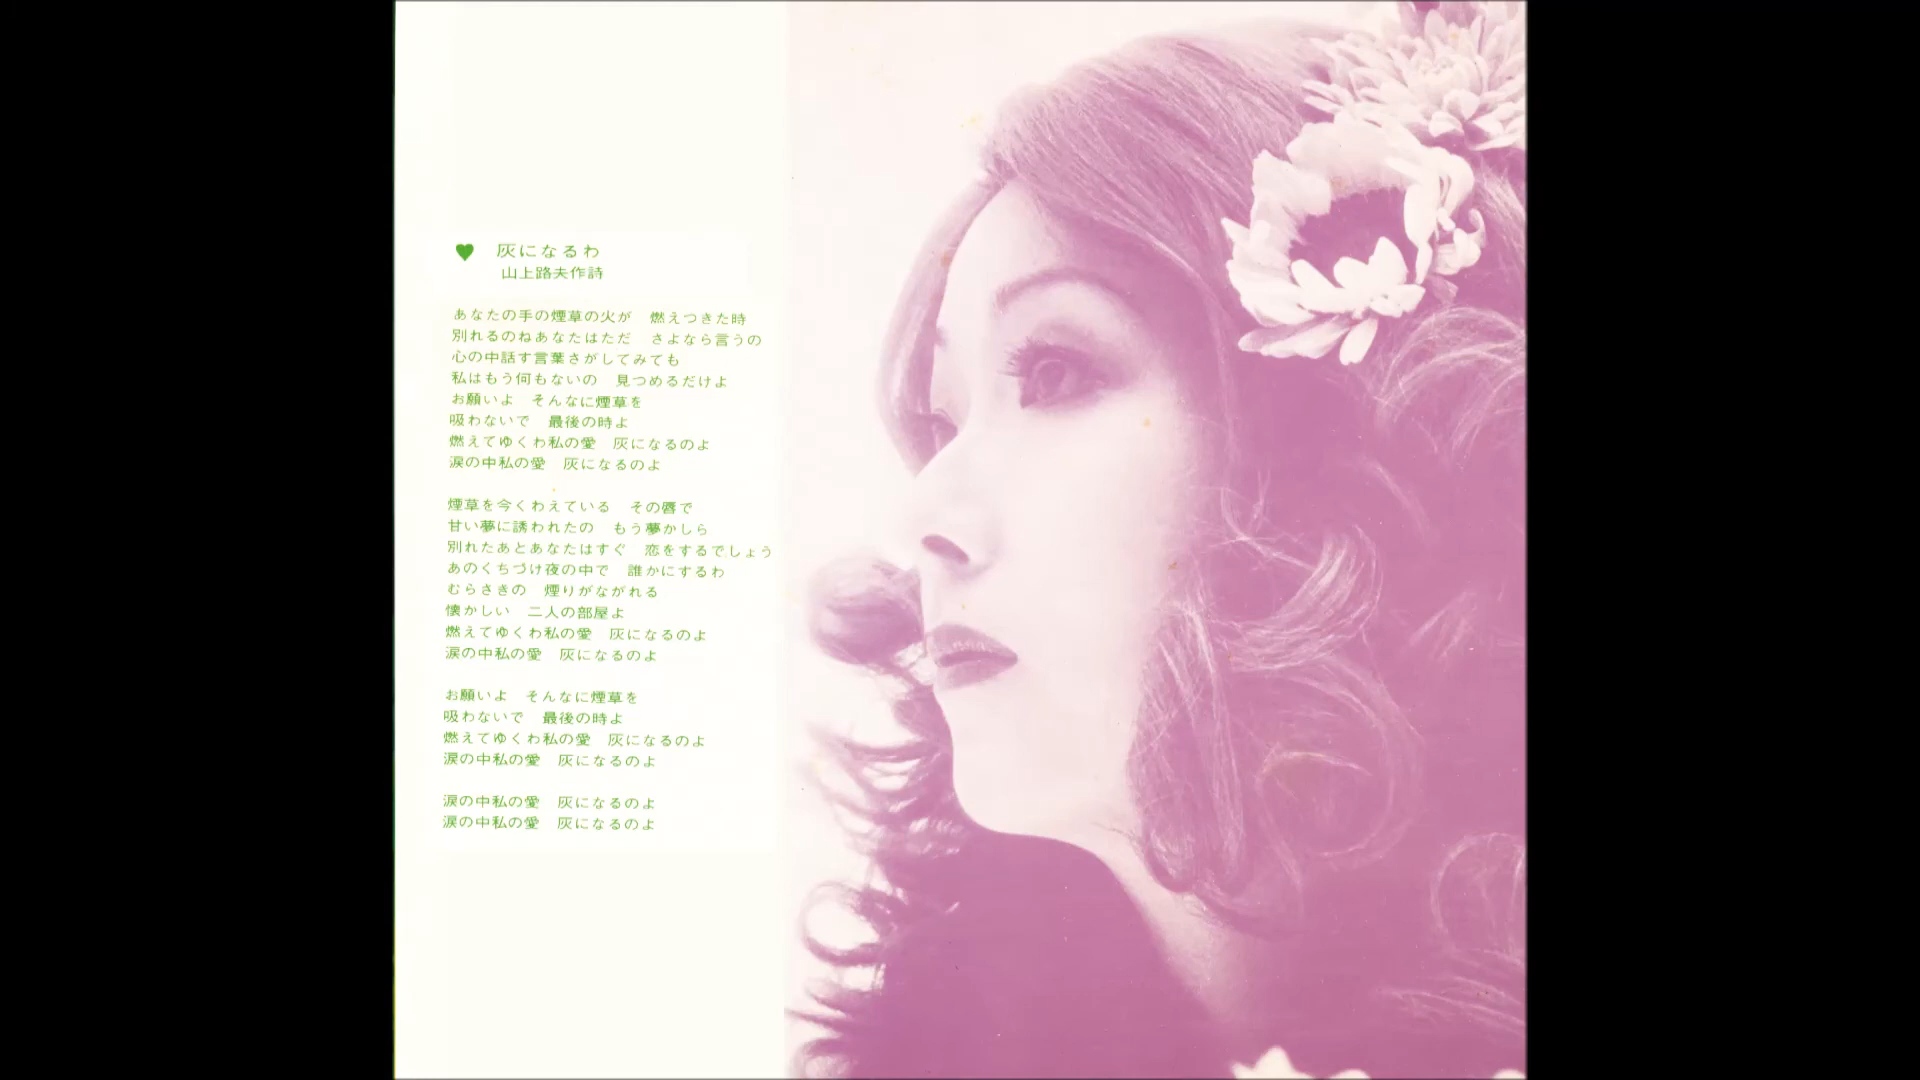 ♥ 灰になるわ
山上路夫作詩
あなたの手の煙草の火が　燃えつきた時
別れるのねあなたはただ　さよなら言うの
心の中話す言葉さがしてみても
私はもう何もないの　見つめるだけよ
お願いよ　そんなに煙草を
吸わないで　最後の時よ
燃えてゆくわ私の愛　灰になるのよ
涙の中私の愛　灰になるのよ
煙草を今くわえている　その唇で
甘い夢に誘われたの　もう夢かしら
別れたあとあなたはすぐ　恋をするでしょう
あのくちづけ夜の中で　誰かにするわ
むらさきの　煙りがながれる
懐かしい　二人の部屋よ
燃えてゆくわ私の愛　灰になるのよ
涙の中私の愛　灰になるのよ
お願いよ　そんなに煙草を
吸わないで　最後の時よ
燃えてゆくわ私の愛　灰になるのよ
涙の中私の愛　灰になるのよ
涙の中私の愛　灰になるのよ
涙の中私の愛　灰になるのよ